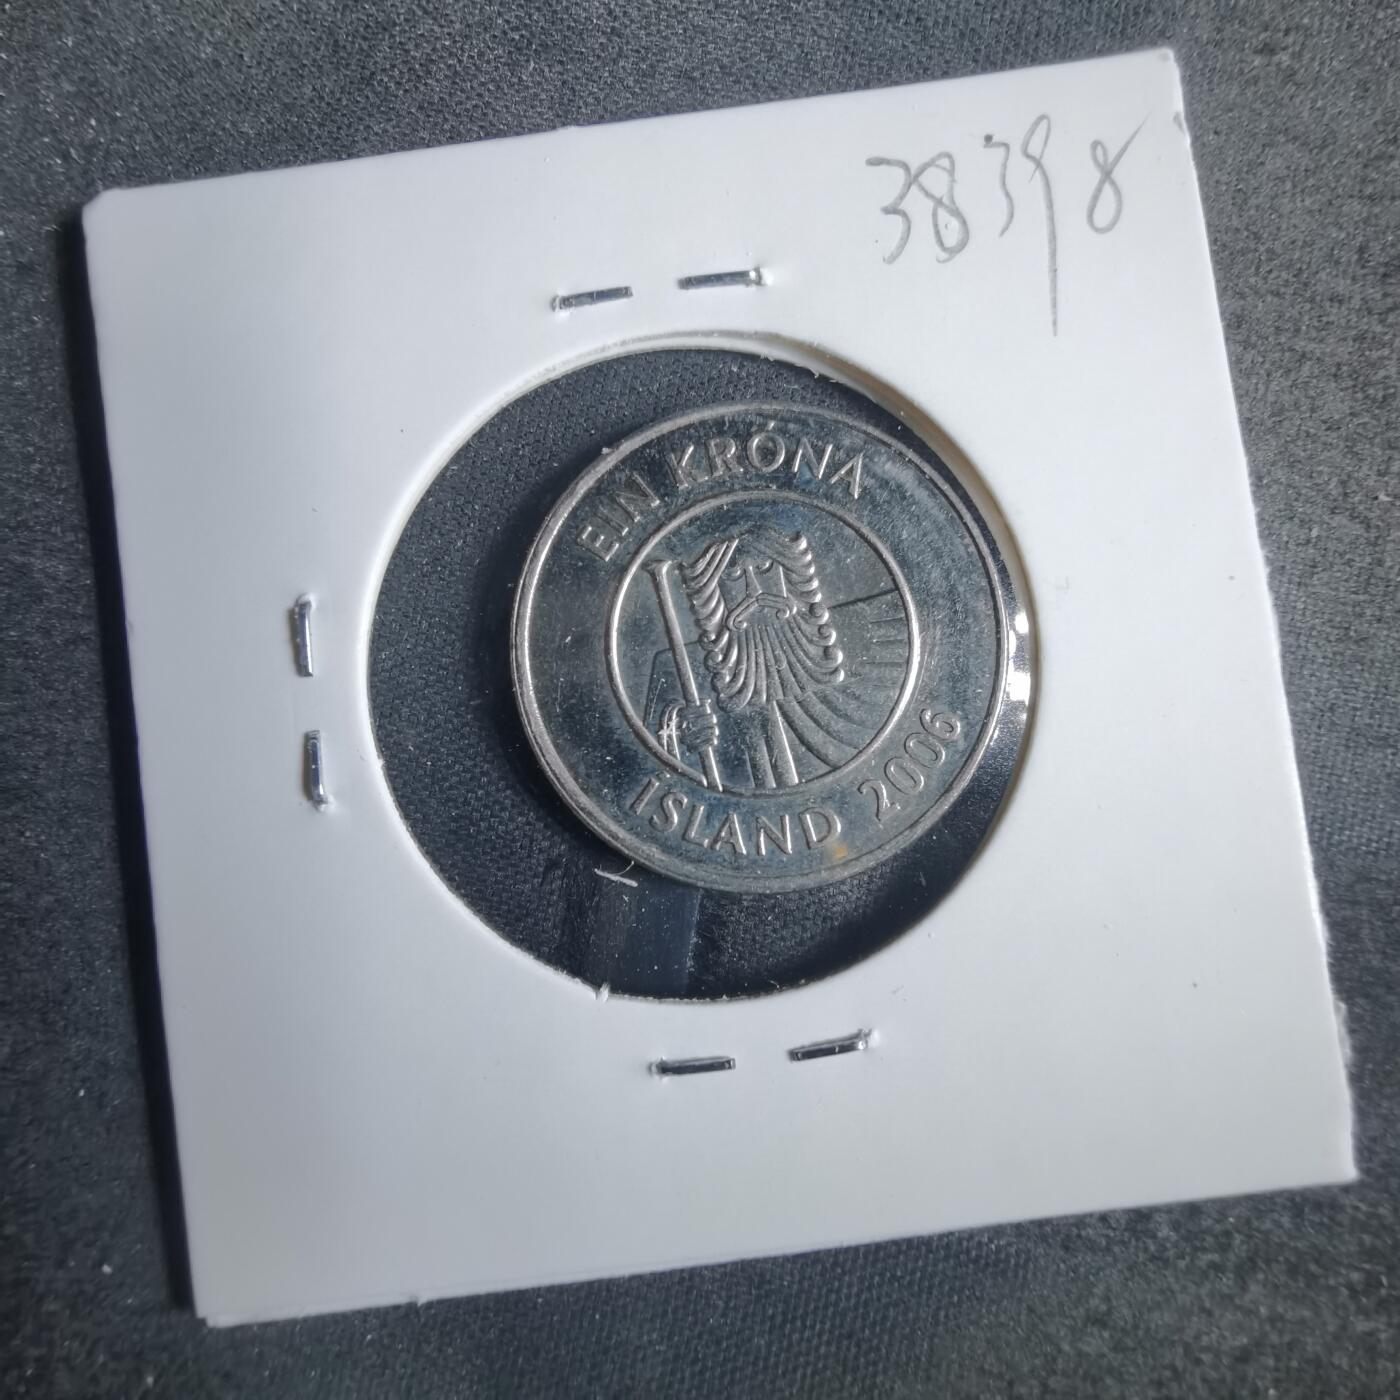 38398
EIN KRÓNA
ÍSLAND 2006